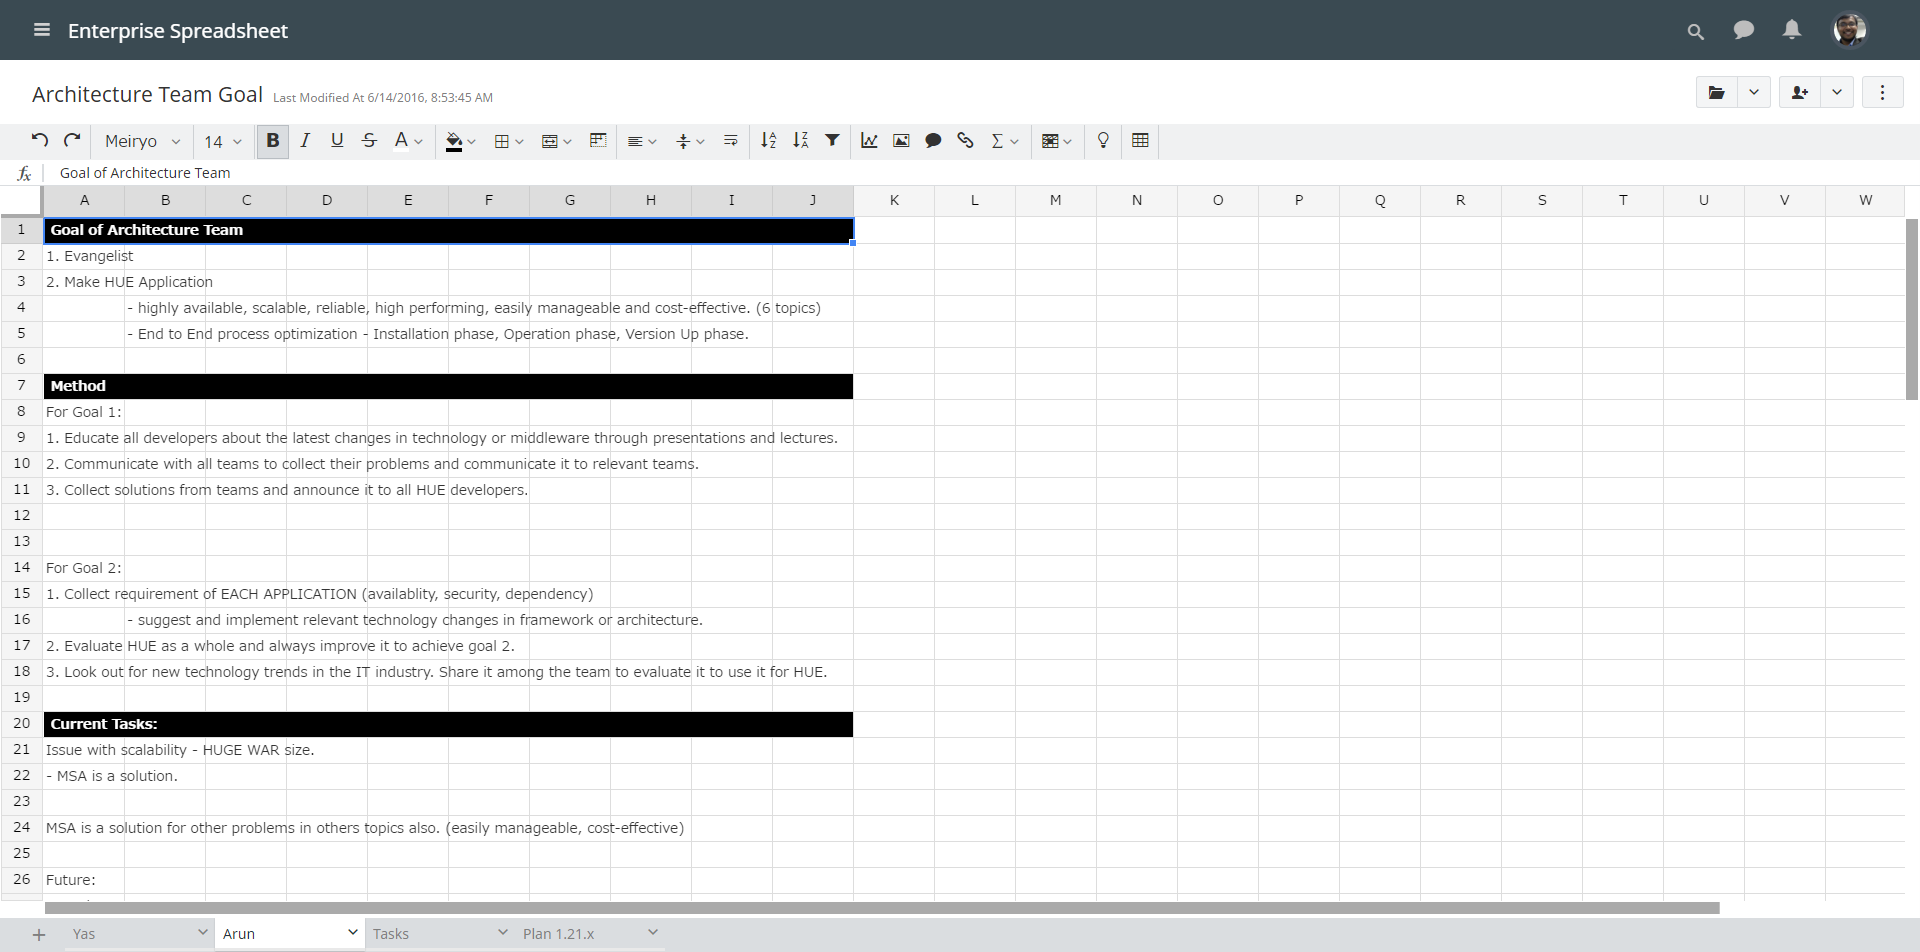 Enterprise Spreadsheet
Architecture Team Goal Last Modified At 6/14/2016, 8:53:45 AM
Meiryo 14 B I U S A
fx Goal of Architecture Team
A B C D E F G H I J K L M N O P Q R S T U V W
1 Goal of Architecture Team
2 1. Evangelist
3 2. Make HUE Application
4 - highly available, scalable, reliable, high performing, easily manageable and cost-effective. (6 topics)
5 - End to End process optimization - Installation phase, Operation phase, Version Up phase.
6
7 Method
8 For Goal 1:
9 1. Educate all developers about the latest changes in technology or middleware through presentations and lectures.
10 2. Communicate with all teams to collect their problems and communicate it to relevant teams.
11 3. Collect solutions from teams and announce it to all HUE developers.
12
13
14 For Goal 2:
15 1. Collect requirement of EACH APPLICATION (availablity, security, dependency)
16 - suggest and implement relevant technology changes in framework or architecture.
17 2. Evaluate HUE as a whole and always improve it to achieve goal 2.
18 3. Look out for new technology trends in the IT industry. Share it among the team to evaluate it to use it for HUE.
19
20 Current Tasks:
21 Issue with scalability - HUGE WAR size.
22 - MSA is a solution.
23
24 MSA is a solution for other problems in others topics also. (easily manageable, cost-effective)
25
26 Future:
+ Yas Arun Tasks Plan 1.21.x